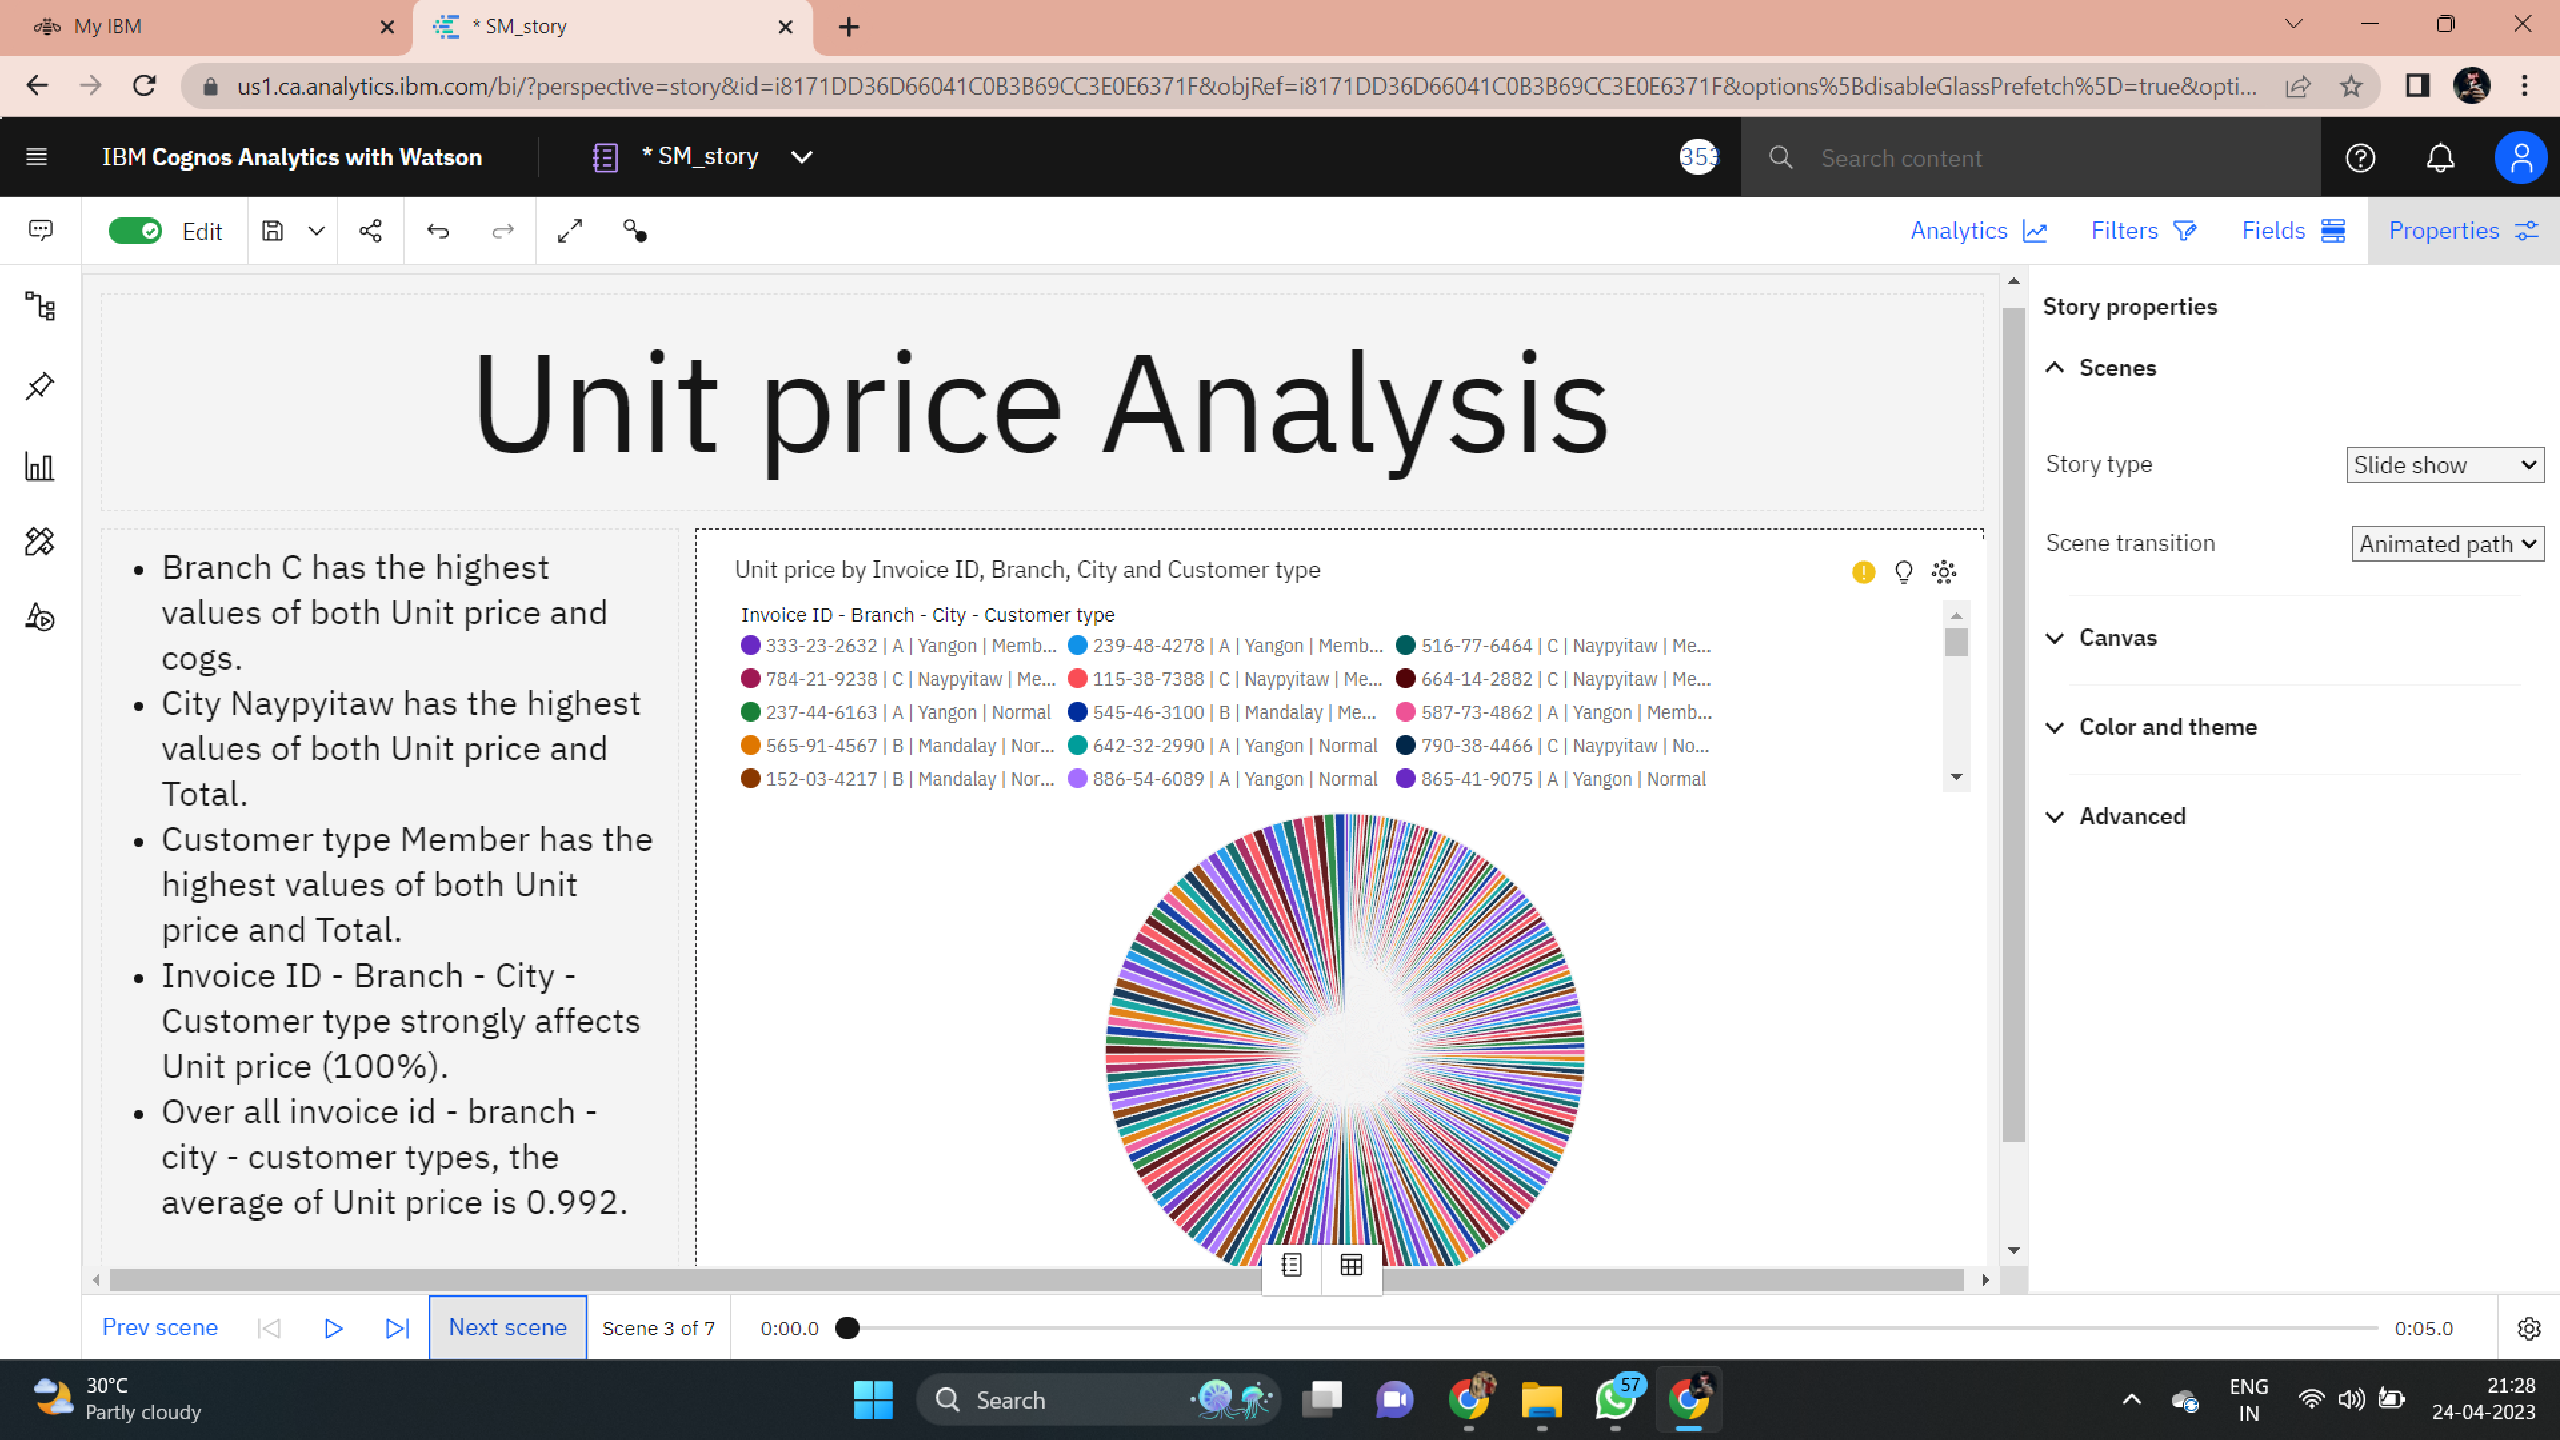 My IBM
* SM_story
us1.ca.analytics.ibm.com/bi/?perspective=story&id=i8171DD36D66041C0B3B69CC3E0E6371F&objRef=i8171DD36D66041C0B3B69CC3E0E6371F&options%5BdisableGlassPrefetch%5D=true&opti...
IBM Cognos Analytics with Watson
* SM_story
353
Search content
Edit
Analytics
Filters
Fields
Properties
Unit price Analysis
• Branch C has the highest
values of both Unit price and
cogs.
• City Naypyitaw has the highest
values of both Unit price and
Total.
• Customer type Member has the
highest values of both Unit
price and Total.
• Invoice ID - Branch - City -
Customer type strongly affects
Unit price (100%).
• Over all invoice id - branch -
city - customer types, the
average of Unit price is 0.992.
Unit price by Invoice ID, Branch, City and Customer type
Invoice ID - Branch - City - Customer type
333-23-2632 | A | Yangon | Memb... 239-48-4278 | A | Yangon | Memb... 516-77-6464 | C | Naypyitaw | Me...
784-21-9238 | C | Naypyitaw | Me... 115-38-7388 | C | Naypyitaw | Me... 664-14-2882 | C | Naypyitaw | Me...
237-44-6163 | A | Yangon | Normal 545-46-3100 | B | Mandalay | Me... 587-73-4862 | A | Yangon | Memb...
565-91-4567 | B | Mandalay | Nor... 642-32-2990 | A | Yangon | Normal 790-38-4466 | C | Naypyitaw | No...
152-03-4217 | B | Mandalay | Nor... 886-54-6089 | A | Yangon | Normal 865-41-9075 | A | Yangon | Normal
Story properties
Scenes
Story type
Slide show
Scene transition
Animated path
Canvas
Color and theme
Advanced
Prev scene
Next scene
Scene 3 of 7
0:00.0
0:05.0
30°C
Partly cloudy
Search
57
ENG
IN
21:28
24-04-2023